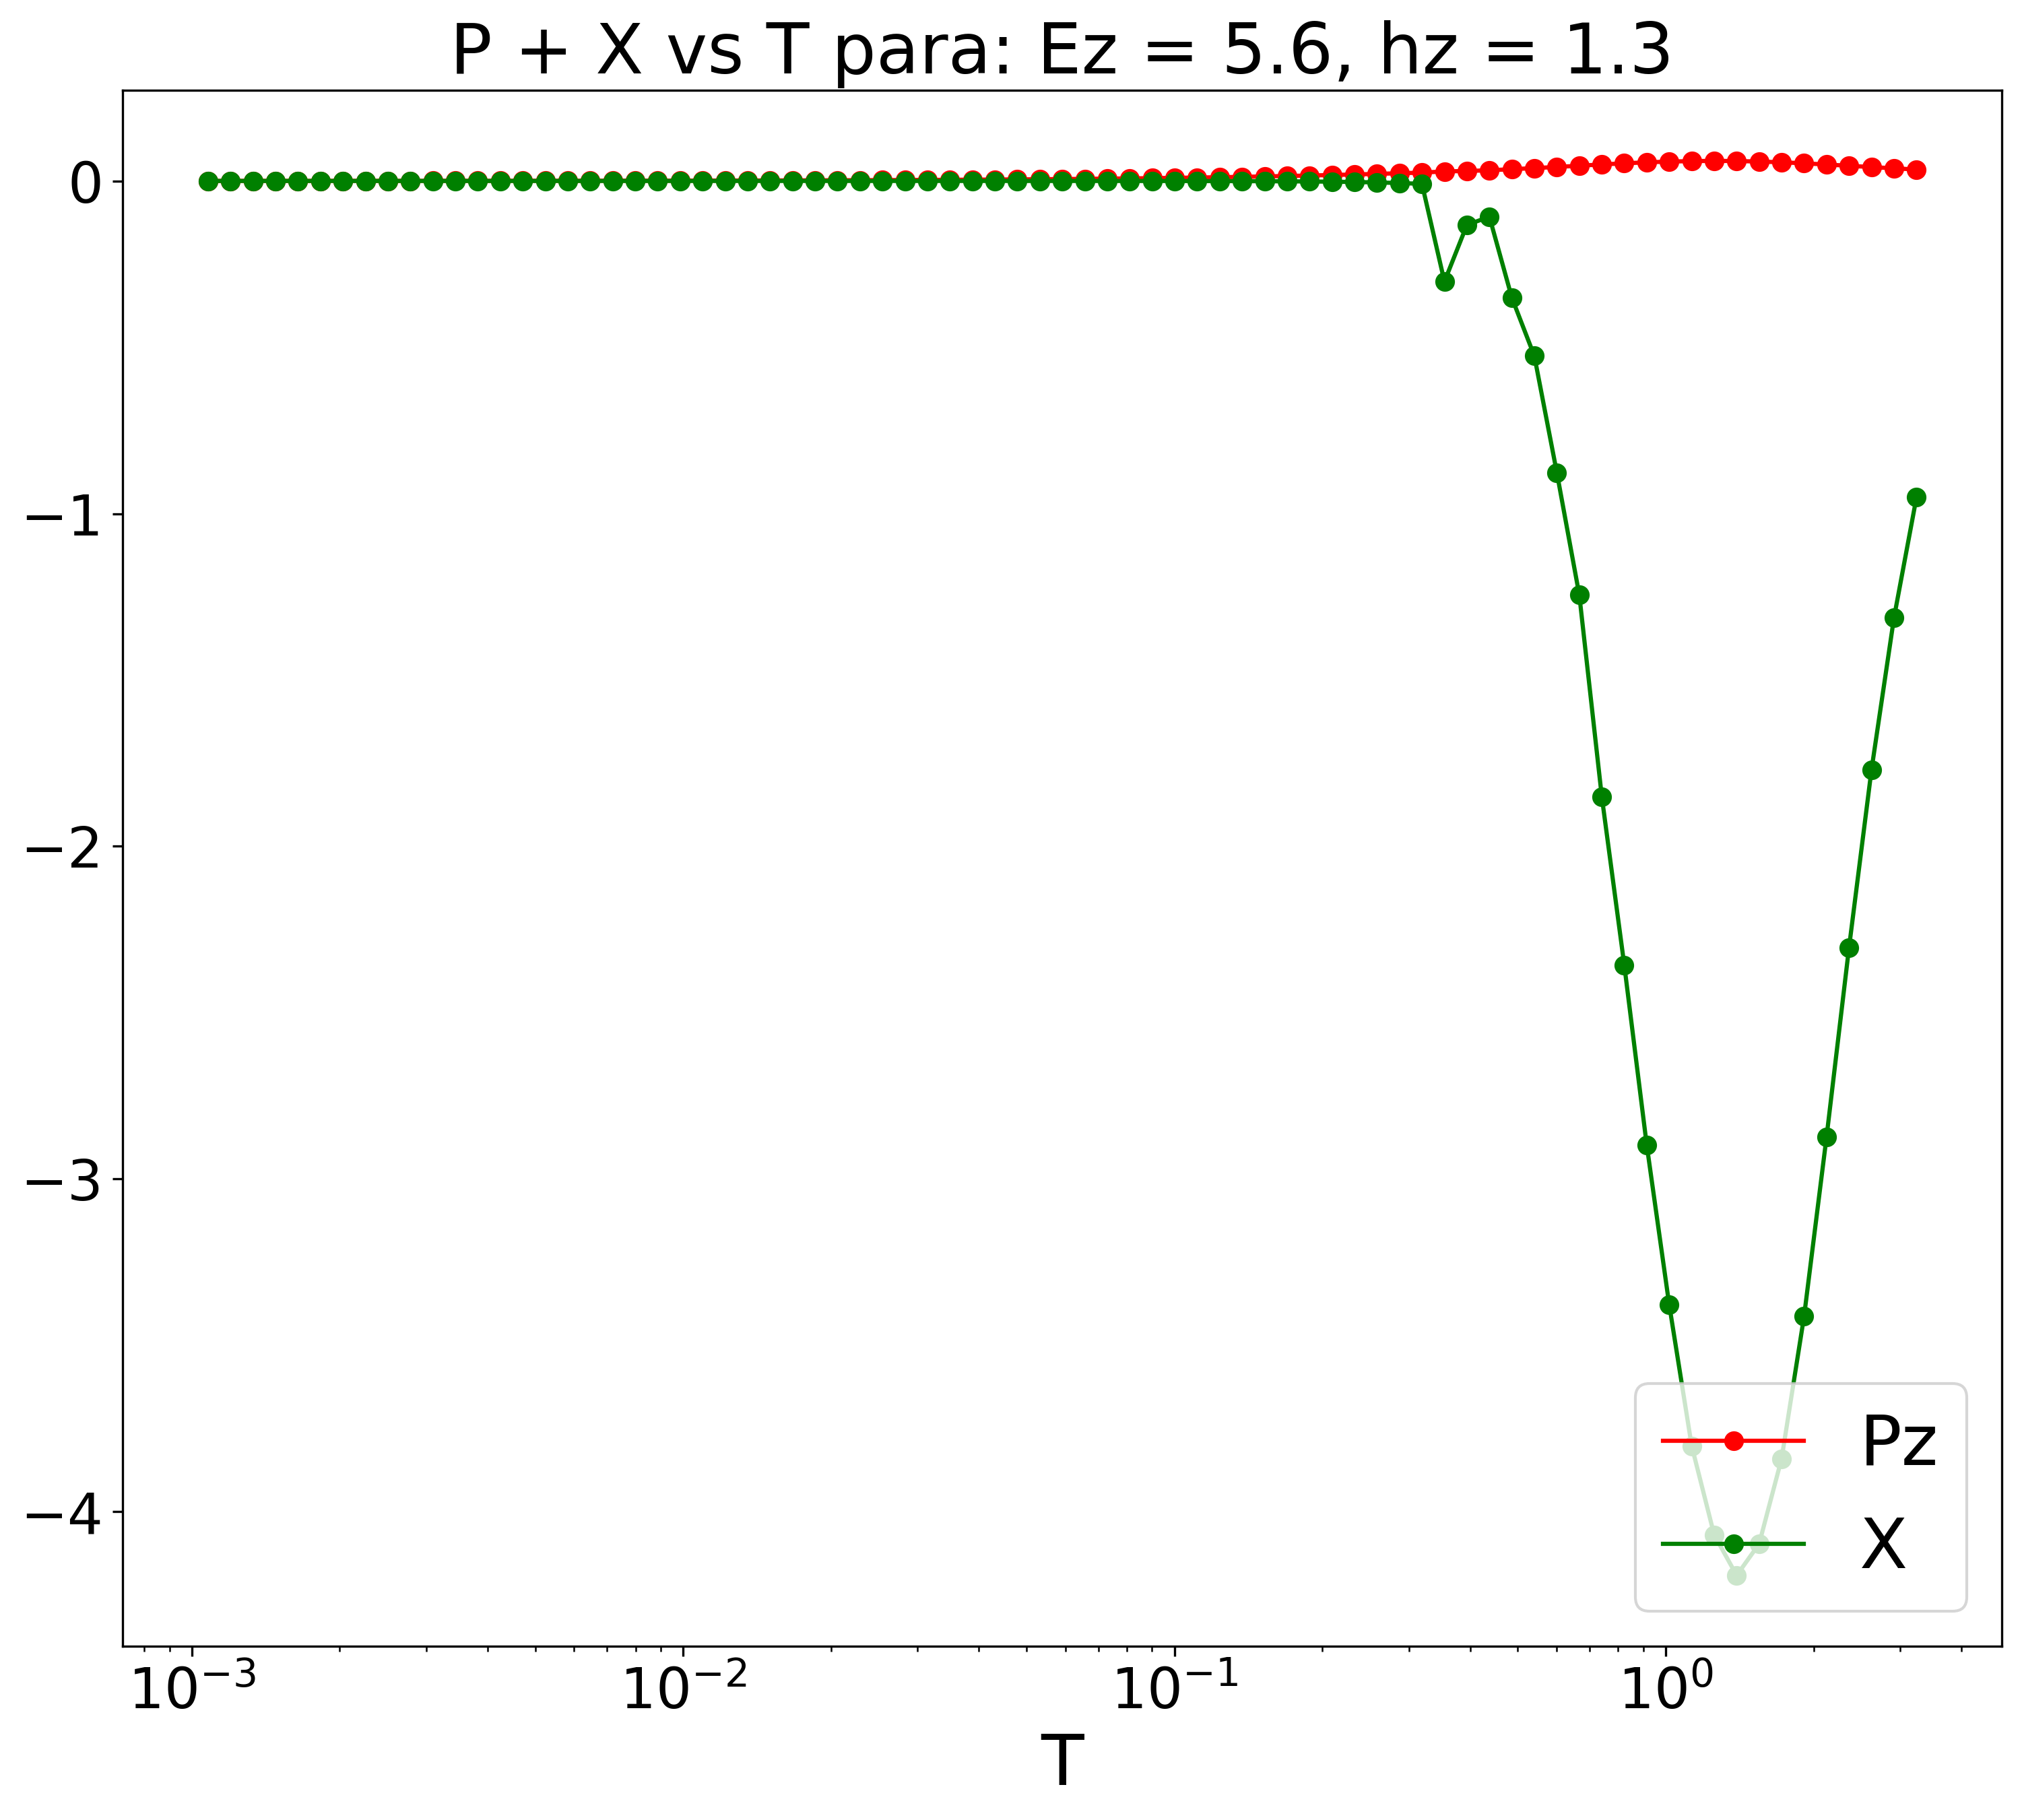 P + X vs T para: Ez = 5.6, hz = 1.3
0
−1
−2
−3
−4
Pz
X
10⁻³ 10⁻² 10⁻¹ 10⁰
T